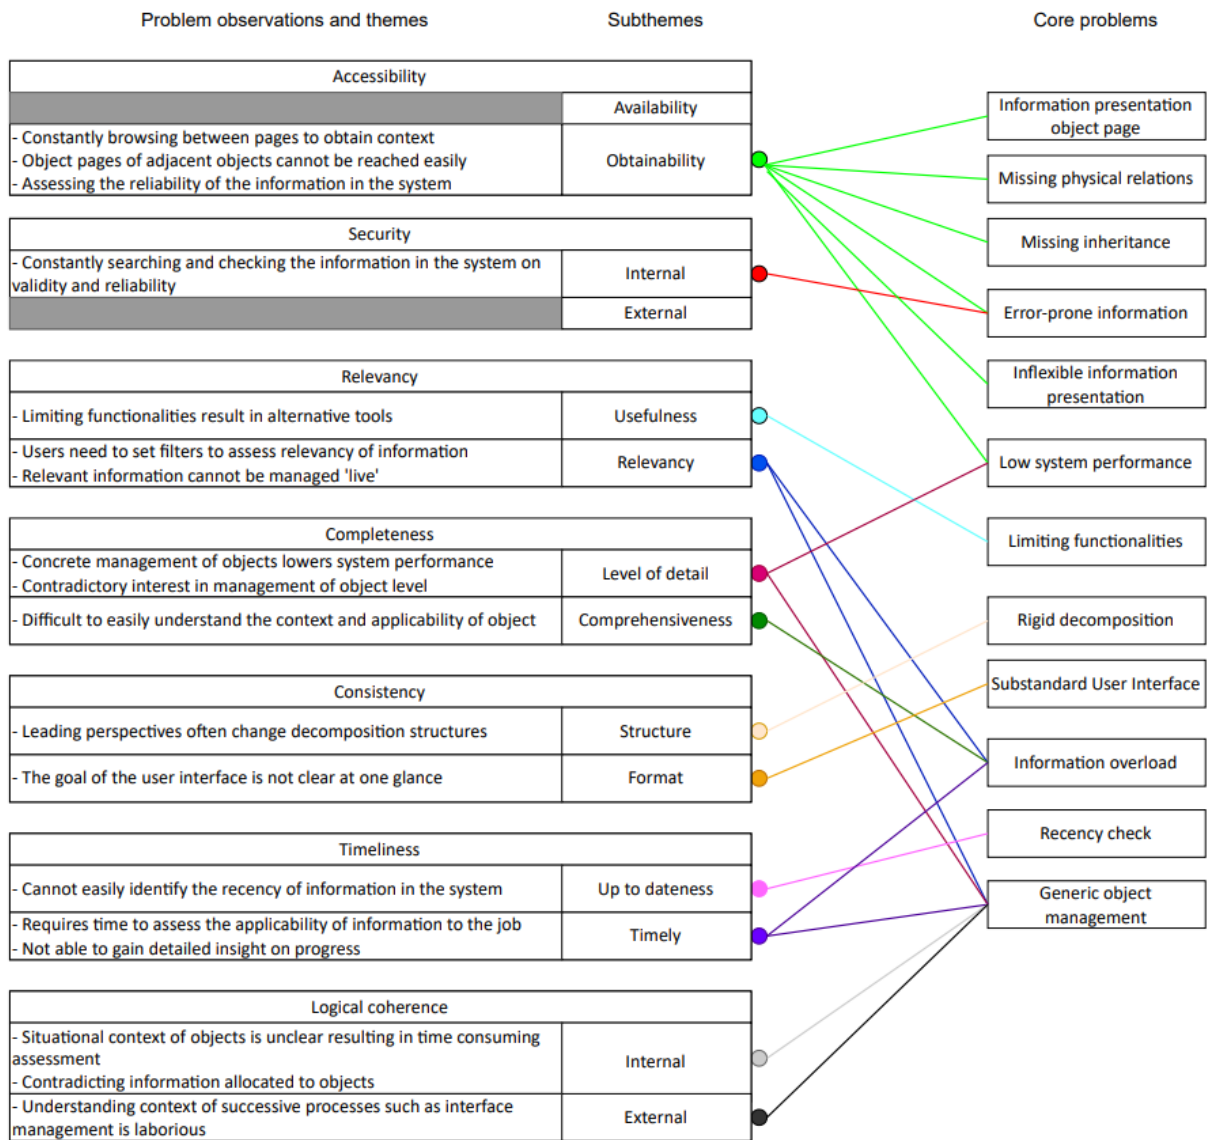 Problem observations and themes
Subthemes
Core problems
Accessibility
Availability
- Constantly browsing between pages to obtain context
- Object pages of adjacent objects cannot be reached easily
- Assessing the reliability of the information in the system
Obtainability
Security
- Constantly searching and checking the information in the system on
validity and reliability
Internal
External
Relevancy
- Limiting functionalities result in alternative tools
Usefulness
- Users need to set filters to assess relevancy of information
- Relevant information cannot be managed 'live'
Relevancy
Completeness
- Concrete management of objects lowers system performance
- Contradictory interest in management of object level
Level of detail
- Difficult to easily understand the context and applicability of object
Comprehensiveness
Consistency
- Leading perspectives often change decomposition structures
Structure
- The goal of the user interface is not clear at one glance
Format
Timeliness
- Cannot easily identify the recency of information in the system
Up to dateness
- Requires time to assess the applicability of information to the job
- Not able to gain detailed insight on progress
Timely
Logical coherence
- Situational context of objects is unclear resulting in time consuming
assessment
- Contradicting information allocated to objects
Internal
- Understanding context of successive processes such as interface
management is laborious
External
Information presentation
object page
Missing physical relations
Missing inheritance
Error-prone information
Inflexible information
presentation
Low system performance
Limiting functionalities
Rigid decomposition
Substandard User Interface
Information overload
Recency check
Generic object
management